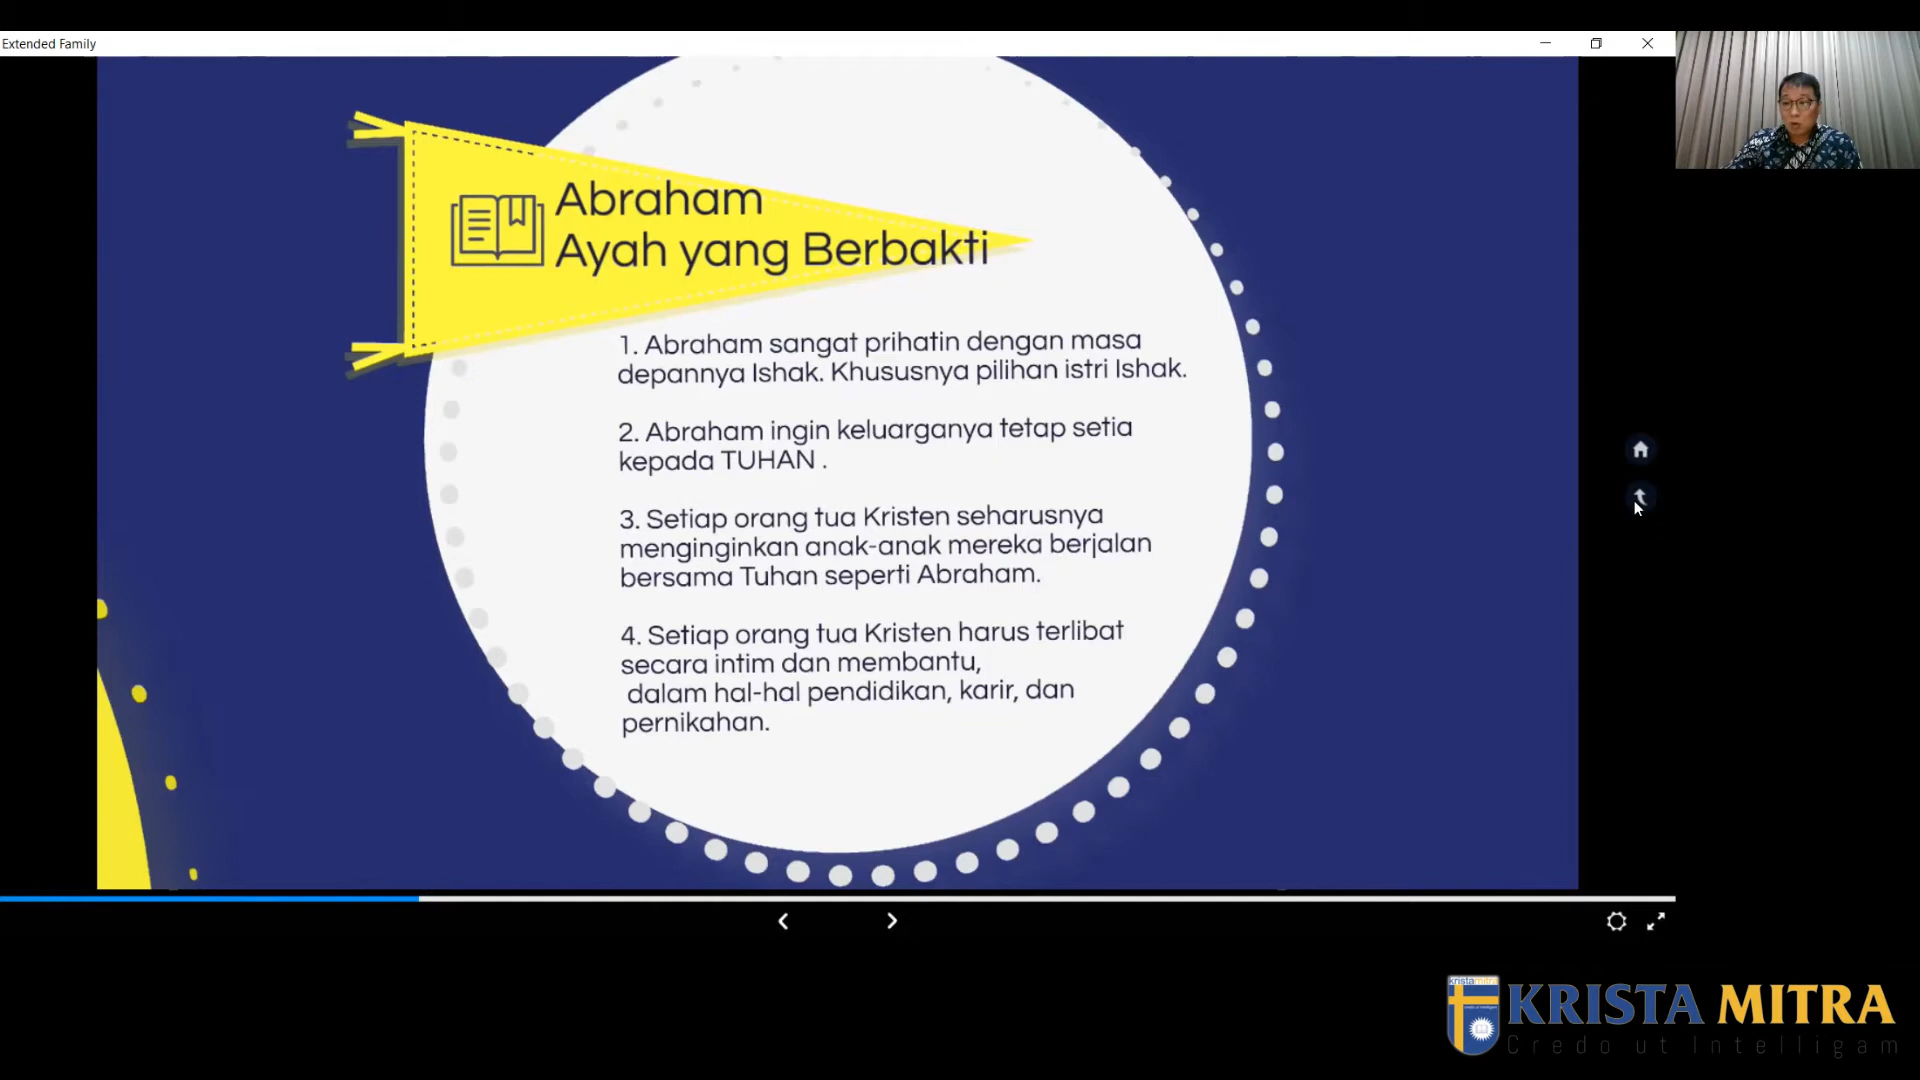 Extended Family
Abraham
Ayah yang Berbakti
1. Abraham sangat prihatin dengan masa
depannya Ishak. Khususnya pilihan istri Ishak.
2. Abraham ingin keluarganya tetap setia
kepada TUHAN .
3. Setiap orang tua Kristen seharusnya
menginginkan anak-anak mereka berjalan
bersama Tuhan seperti Abraham.
4. Setiap orang tua Kristen harus terlibat
secara intim dan membantu,
dalam hal-hal pendidikan, karir, dan
pernikahan.
kristamitra
KRISTA MITRA
Credo ut Intelligam